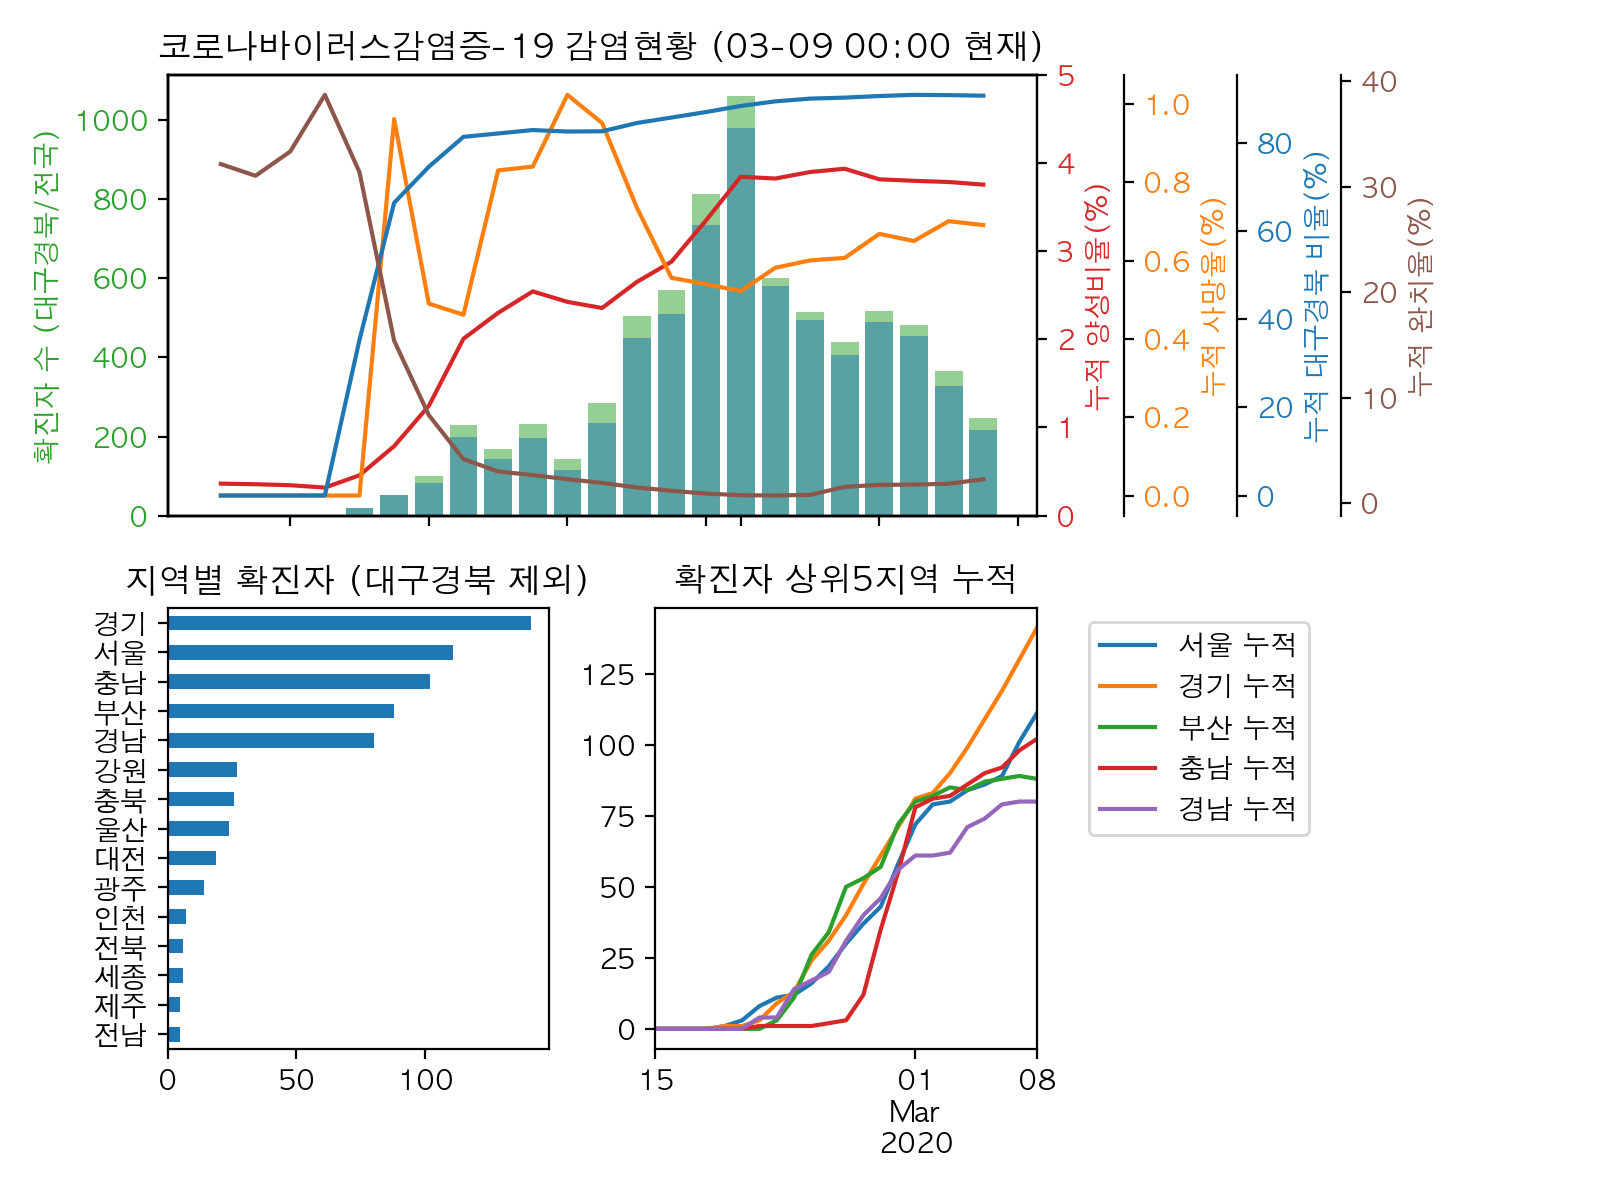 코로나바이러스감염증-19 감염현황 (03-09 00:00 현재)
확진자 수 (대구경북/전국)
1000
800
600
400
200
0
5
4
3
2
1
0
누적 양성비율(%)
1.0
0.8
0.6
0.4
0.2
0.0
누적 사망율(%)
80
60
40
20
0
누적 대구경북 비율(%)
40
30
20
10
0
누적 완치율(%)
지역별 확진자 (대구경북 제외)
경기
서울
충남
부산
경남
강원
충북
울산
대전
광주
인천
전북
세종
제주
전남
0 50 100
확진자 상위5지역 누적
125
100
75
50
25
0
15 01 08
Mar
2020
서울 누적
경기 누적
부산 누적
충남 누적
경남 누적